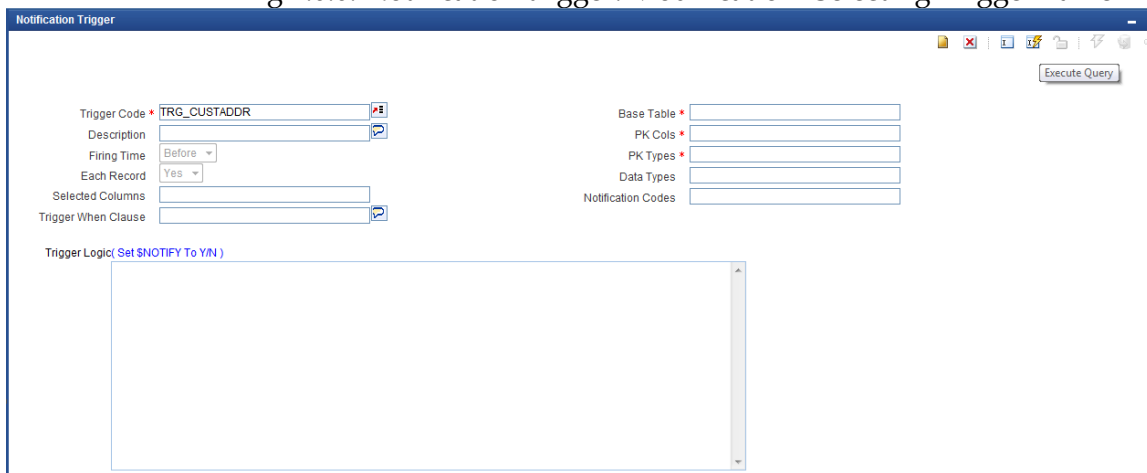 Notification Trigger
Execute Query
Trigger Code * TRG_CUSTADDR
Description
Firing Time Before
Each Record Yes
Selected Columns
Trigger When Clause
Base Table *
PK Cols *
PK Types *
Data Types
Notification Codes
Trigger Logic( Set $NOTIFY To Y/N )